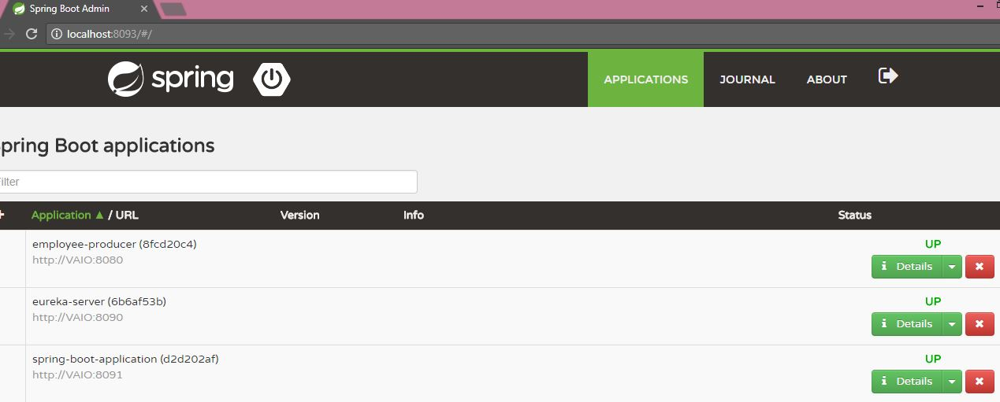 Spring Boot Admin
localhost:8093/#/
spring
APPLICATIONS JOURNAL ABOUT
pring Boot applications
ilter
Application ▲ / URL Version Info Status
employee-producer (8fcd20c4) UP
http://VAIO:8080
Details
eureka-server (6b6af53b) UP
http://VAIO:8090
Details
spring-boot-application (d2d202af) UP
http://VAIO:8091
Details